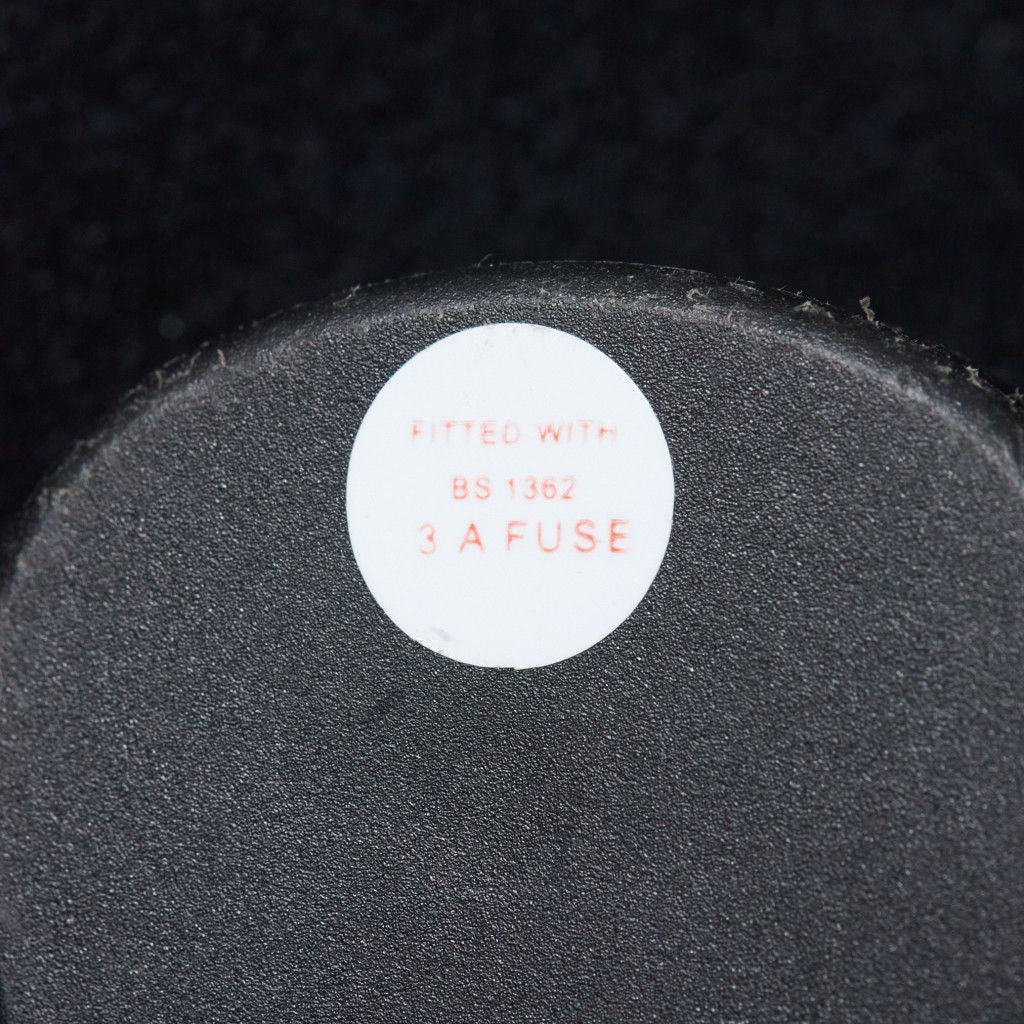 FITTED WITH
BS 1362
3 A FUSE